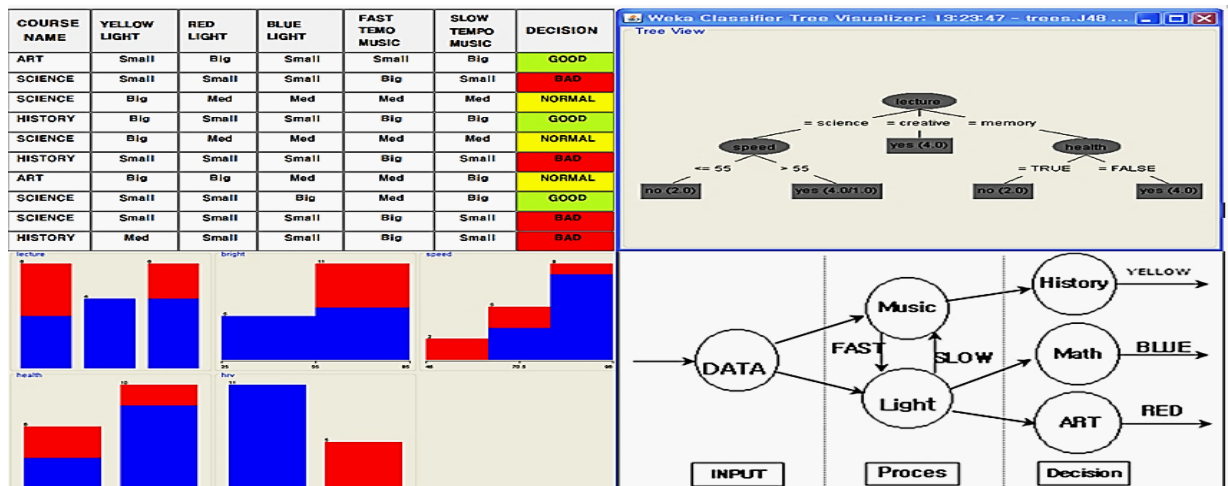 COURSE NAME YELLOW LIGHT RED LIGHT BLUE LIGHT FAST TEMO MUSIC SLOW TEMPO MUSIC DECISION
ART Small Big Small Small Big GOOD
SCIENCE Small Small Small Big Small BAD
SCIENCE Big Med Med Med Med NORMAL
HISTORY Big Small Small Small Big GOOD
SCIENCE Big Med Med Med Med NORMAL
HISTORY Small Small Small Big Small BAD
ART Big Big Med Small Big NORMAL
SCIENCE Small Small Big Med Big GOOD
SCIENCE Small Small Small Big Small BAD
HISTORY Med Small Small Big Small BAD
Weka Classifier Tree Visualizer: 13:23:47 - trees.J48 ...
Tree View
lecture
= science = creative = memory
speed yes (4.0) health
<= 55 > 55 = TRUE = FALSE
no (2.0) yes (4.0/1.0) no (2.0) yes (4.0)
lecture bright speed
4 11
health hrv
10 11
DATA
Music
Light
FAST SLOW
History YELLOW
Math BLUE
ART RED
INPUT Proces Decision